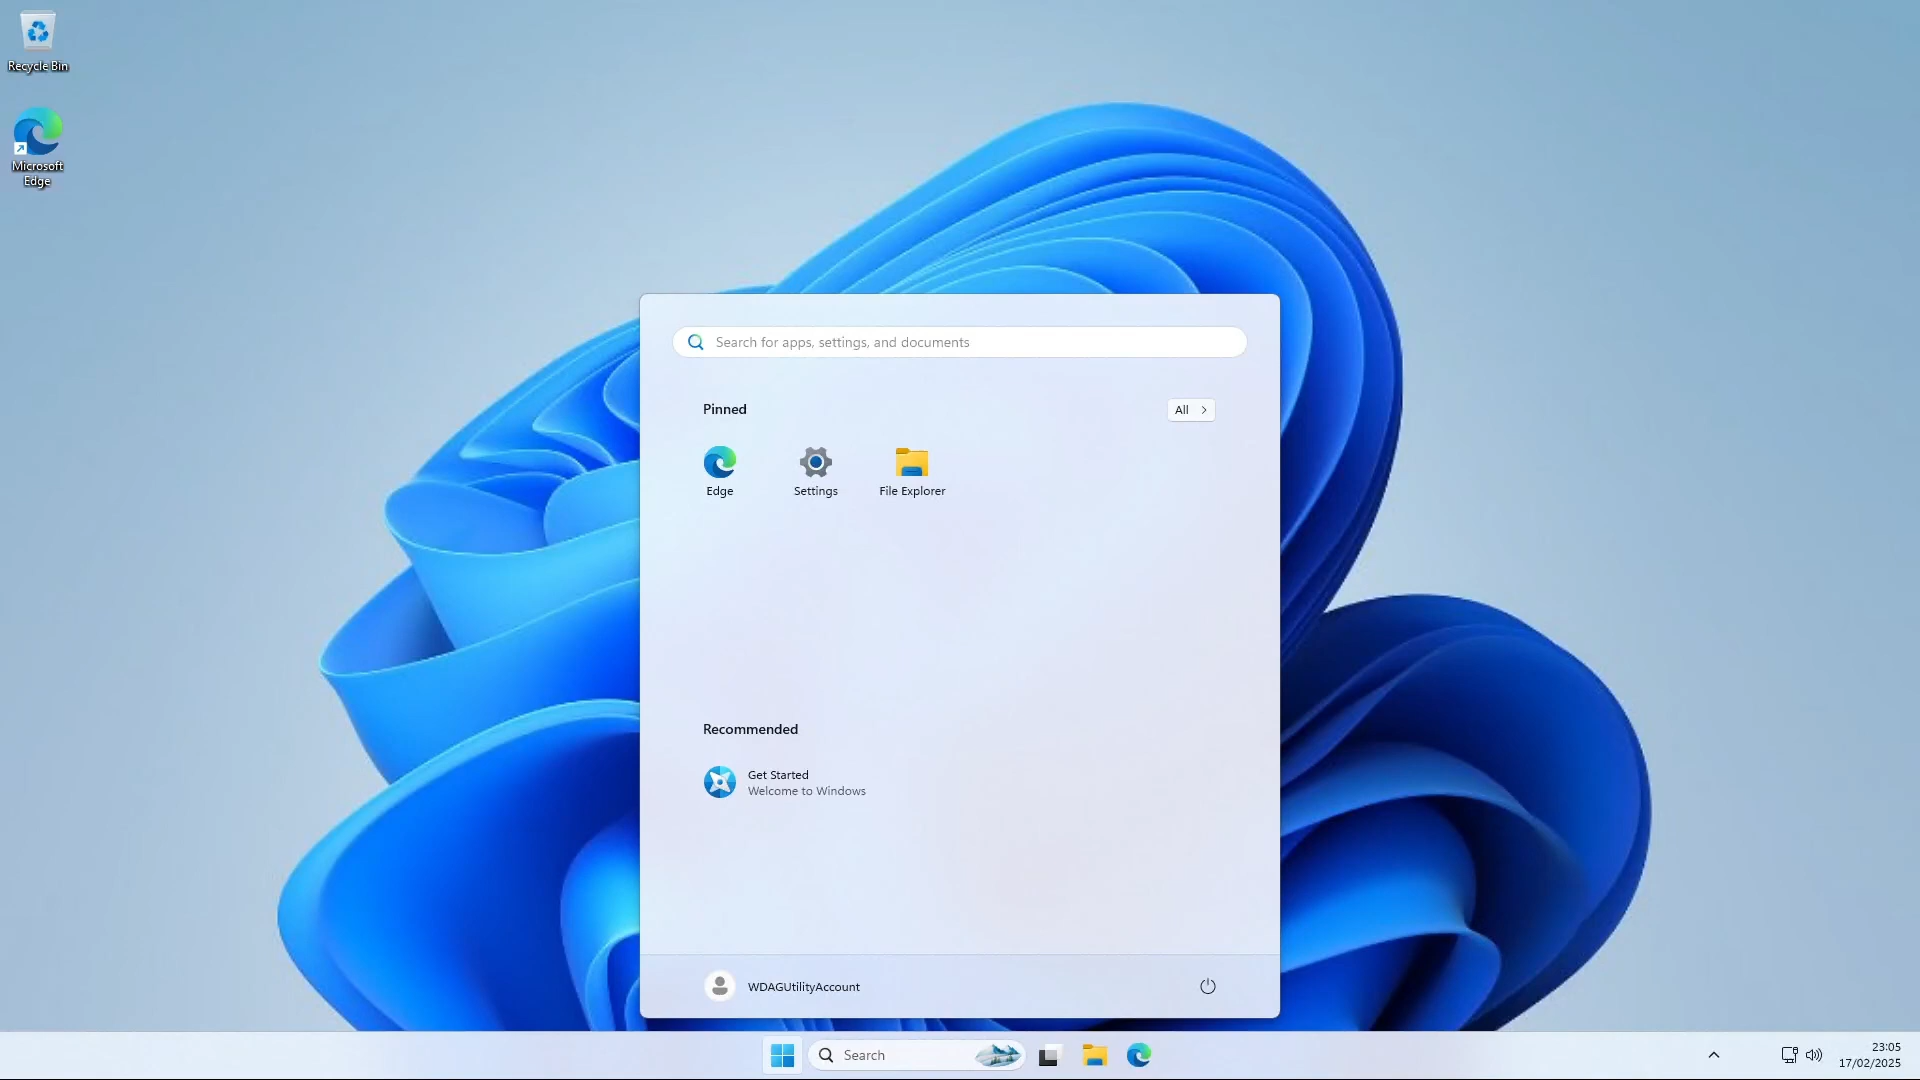 Recycle Bin
Microsoft
Edge
Search for apps, settings, and documents
Pinned
All
Edge
Settings
File Explorer
Recommended
Get Started
Welcome to Windows
WDAGUtilityAccount
Search
23:05
17/02/2025